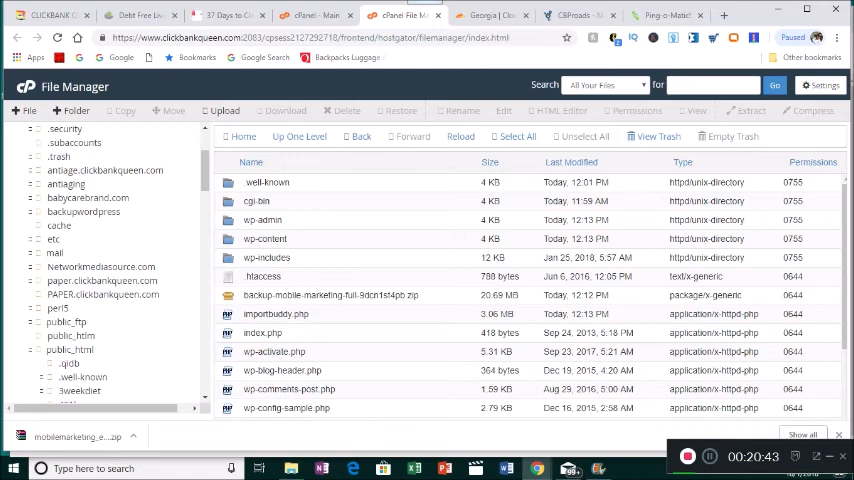 CLICKBANK QU
Debt Free Livi
37 Days to Cl
cPanel - Main
cPanel File M
Georgia | Clo
CBProads - M
Ping-o-Matic!
https://www.clickbankqueen.com:2083/cpsess2127292718/frontend/hostgator/filemanager/index.html
Paused
Apps
Google
Bookmarks
Google Search
Backpacks Luggage
Other bookmarks
cP File Manager
Search All Your Files for Go Settings
File Folder Copy Move Upload Download Delete Restore Rename Edit HTML Editor Permissions View Extract Compress
Home Up One Level Back Forward Reload Select All Unselect All View Trash Empty Trash
.security
.subaccounts
.trash
antiage.clickbankqueen.com
antiaging
babycarebrand.com
backupwordpress
cache
etc
mail
Networkmediasource.com
paper.clickbankqueen.com
PAPER.clickbankqueen.com
perl5
public_ftp
public_htlm
public_html
.qidb
.well-known
3weekdiet
Name Size Last Modified Type Permissions
.well-known 4 KB Today, 12:01 PM httpd/unix-directory 0755
cgi-bin 4 KB Today, 11:59 AM httpd/unix-directory 0755
wp-admin 4 KB Today, 12:13 PM httpd/unix-directory 0755
wp-content 4 KB Today, 12:13 PM httpd/unix-directory 0755
wp-includes 12 KB Jan 25, 2018, 5:57 AM httpd/unix-directory 0755
.htaccess 788 bytes Jun 6, 2016, 12:05 PM text/x-generic 0644
backup-mobile-marketing-full-9dcn1st4pb.zip 20.69 MB Today, 12:12 PM package/x-generic 0644
importbuddy.php 3.06 MB Today, 12:13 PM application/x-httpd-php 0644
index.php 418 bytes Sep 24, 2013, 5:18 PM application/x-httpd-php 0644
wp-activate.php 5.31 KB Sep 23, 2017, 5:21 AM application/x-httpd-php 0644
wp-blog-header.php 364 bytes Dec 19, 2015, 4:20 AM application/x-httpd-php 0644
wp-comments-post.php 1.59 KB Aug 29, 2016, 5:00 AM application/x-httpd-php 0644
wp-config-sample.php 2.79 KB Dec 16, 2015, 2:58 AM application/x-httpd-php 0644
mobilemarketing_e....zip
Show all
00:20:43
Type here to search
99+